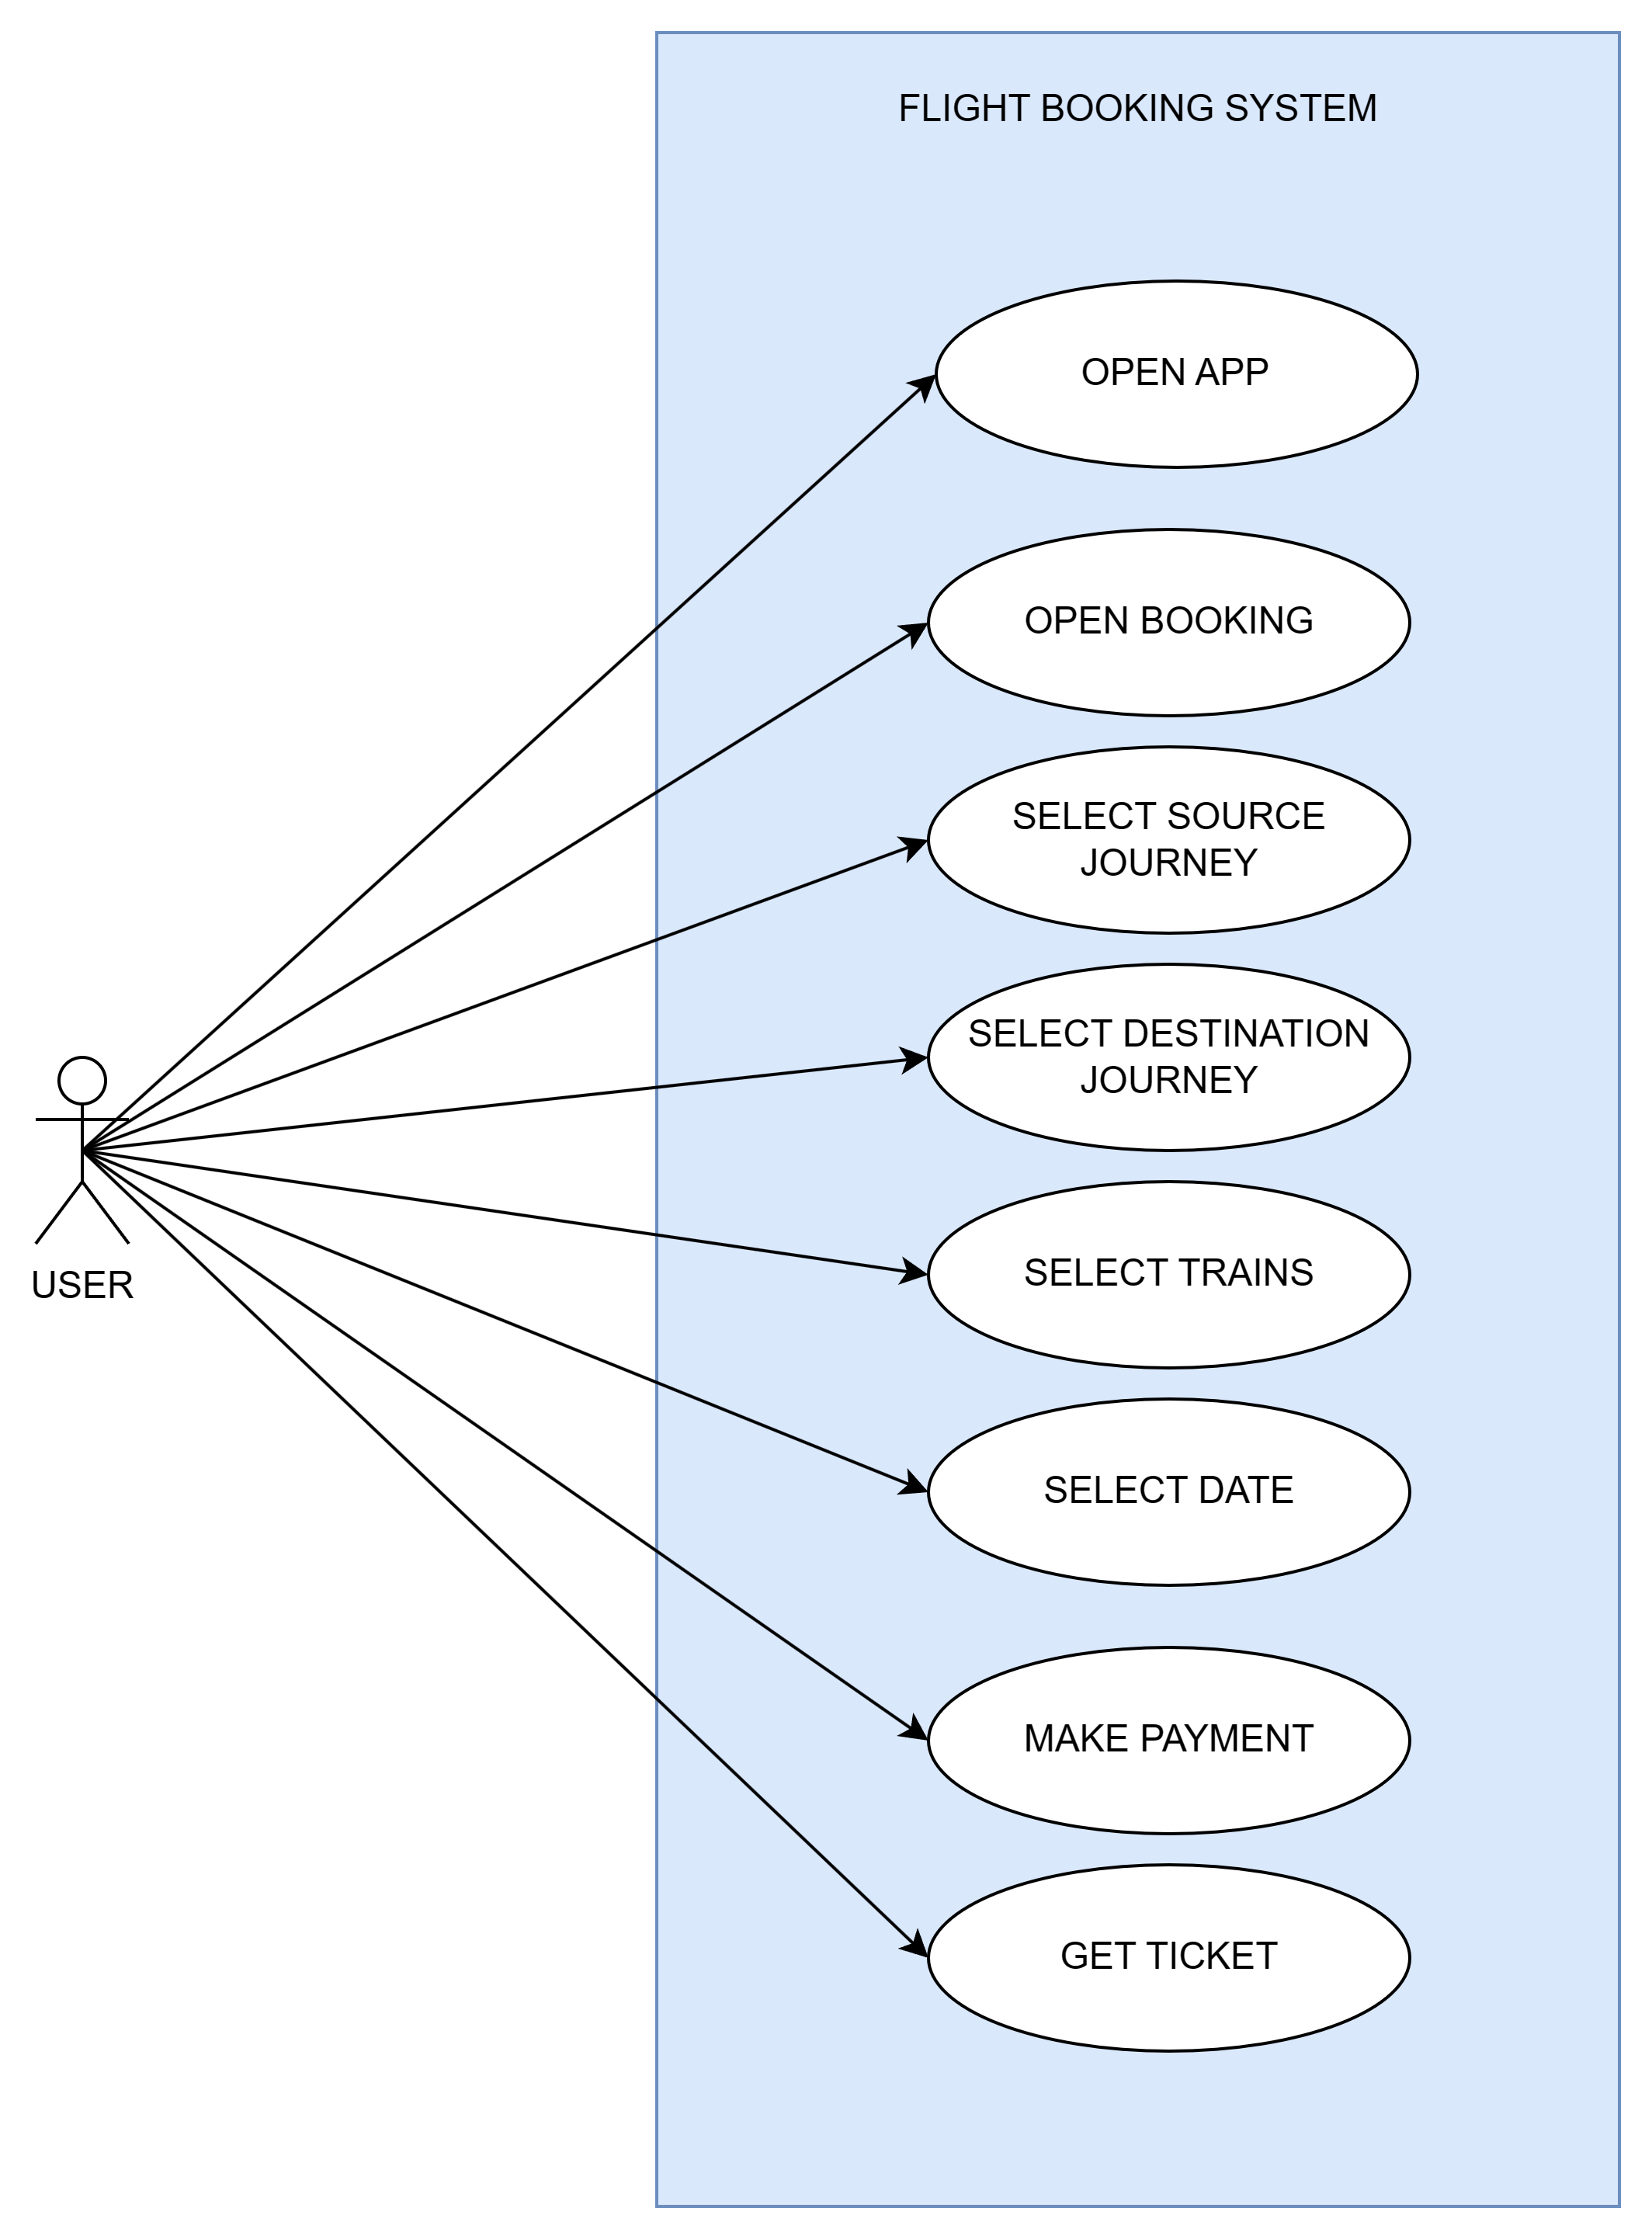 FLIGHT BOOKING SYSTEM
OPEN APP
OPEN BOOKING
SELECT SOURCE
JOURNEY
SELECT DESTINATION
JOURNEY
SELECT TRAINS
USER
SELECT DATE
MAKE PAYMENT
GET TICKET